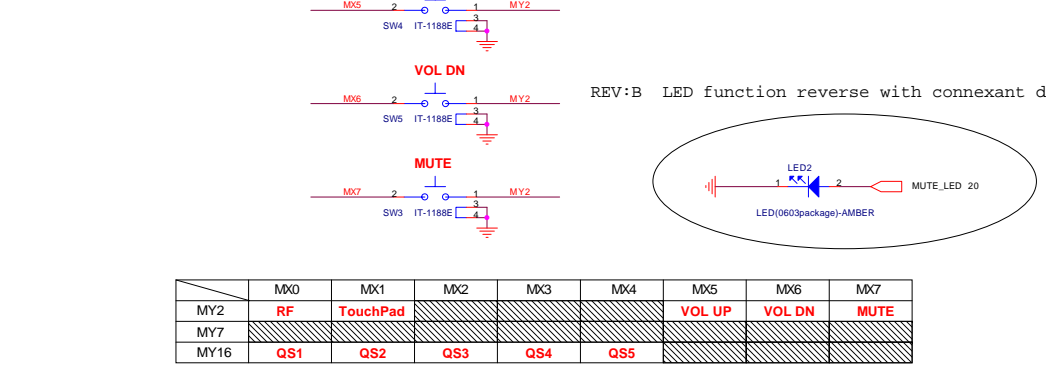 MX5 2 1 MY2
3
SW4 IT-1188E 4
VOL DN
REV:B LED function reverse with connexant d
MX6 2 1 MY2
3
SW5 IT-1188E 4
MUTE
LED2
1 2 MUTE_LED 20
LED(0603package)-AMBER
MX7 2 1 MY2
3
SW3 IT-1188E 4
MX0 MX1 MX2 MX3 MX4 MX5 MX6 MX7
MY2 RF TouchPad VOL UP VOL DN MUTE
MY7
MY16 QS1 QS2 QS3 QS4 QS5